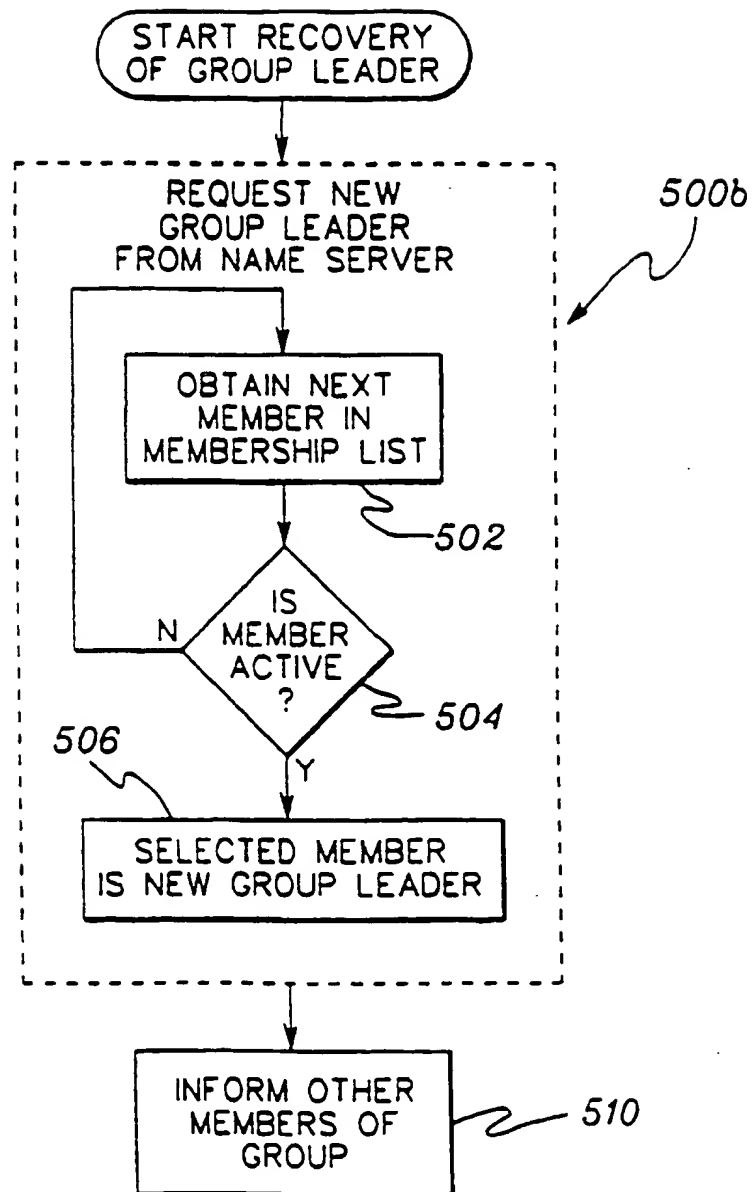 START RECOVERY
OF GROUP LEADER
REQUEST NEW
GROUP LEADER
FROM NAME SERVER
500b
OBTAIN NEXT
MEMBER IN
MEMBERSHIP LIST
502
IS
MEMBER
ACTIVE
?
N
504
Y
506
SELECTED MEMBER
IS NEW GROUP LEADER
INFORM OTHER
MEMBERS OF
GROUP
510